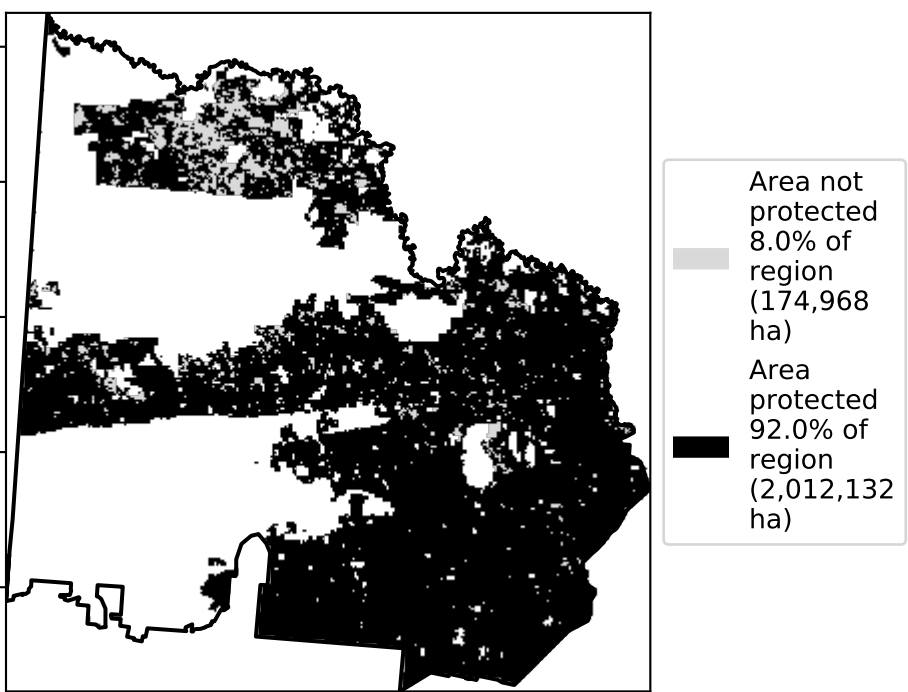 Area not
protected
8.0% of
region
(174,968
ha)
Area
protected
92.0% of
region
(2,012,132
ha)